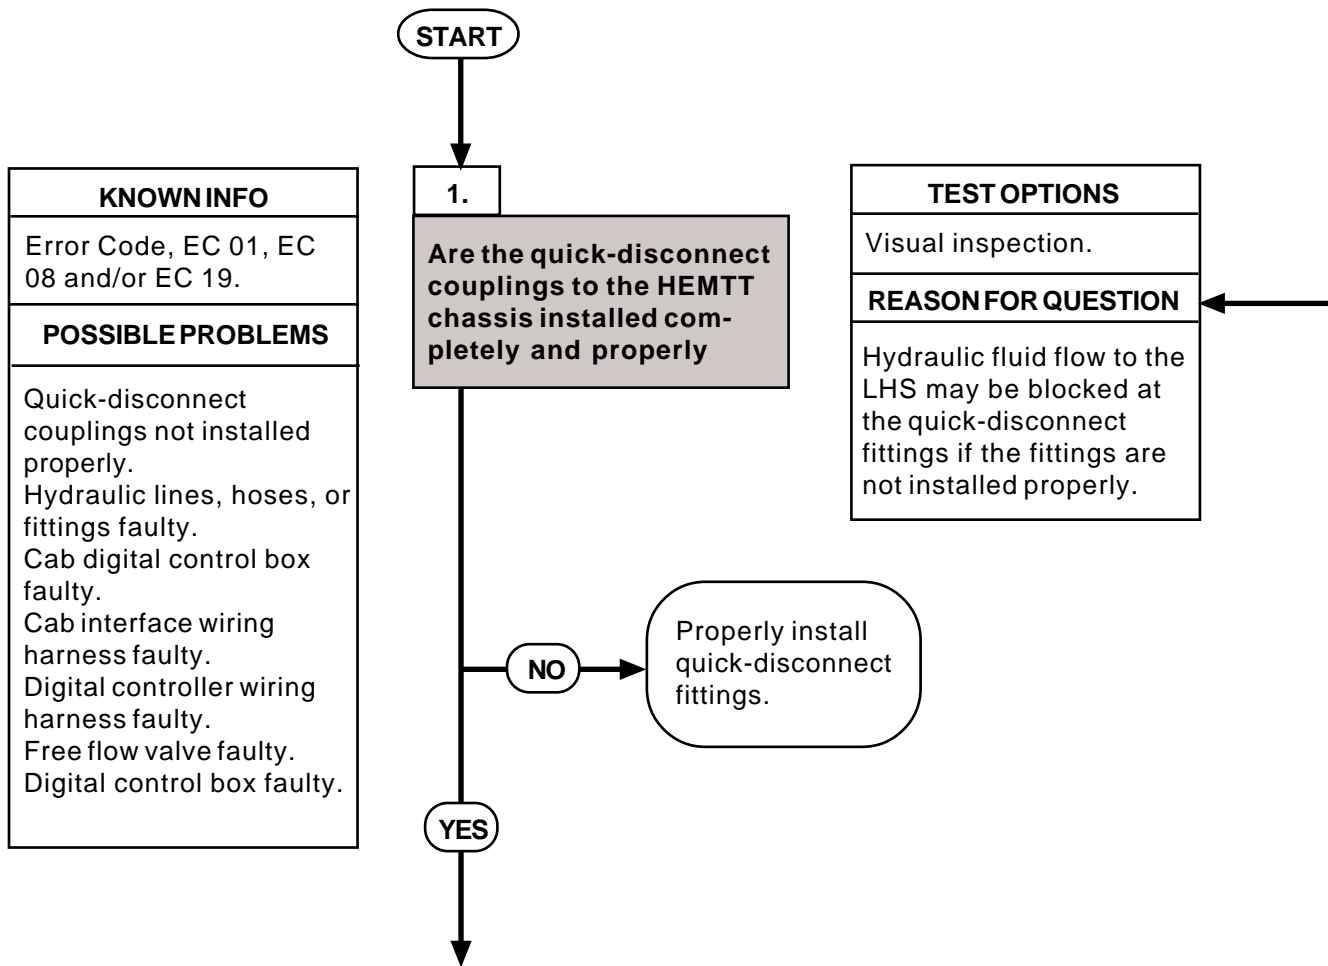 START
KNOWN INFO
Error Code, EC 01, EC
08 and/or EC 19.
POSSIBLE PROBLEMS
Quick-disconnect
couplings not installed
properly.
Hydraulic lines, hoses, or
fittings faulty.
Cab digital control box
faulty.
Cab interface wiring
harness faulty.
Digital controller wiring
harness faulty.
Free flow valve faulty.
Digital control box faulty.
1.
Are the quick-disconnect
couplings to the HEMTT
chassis installed com-
pletely and properly
TEST OPTIONS
Visual inspection.
REASON FOR QUESTION
Hydraulic fluid flow to the
LHS may be blocked at
the quick-disconnect
fittings if the fittings are
not installed properly.
NO
Properly install
quick-disconnect
fittings.
YES